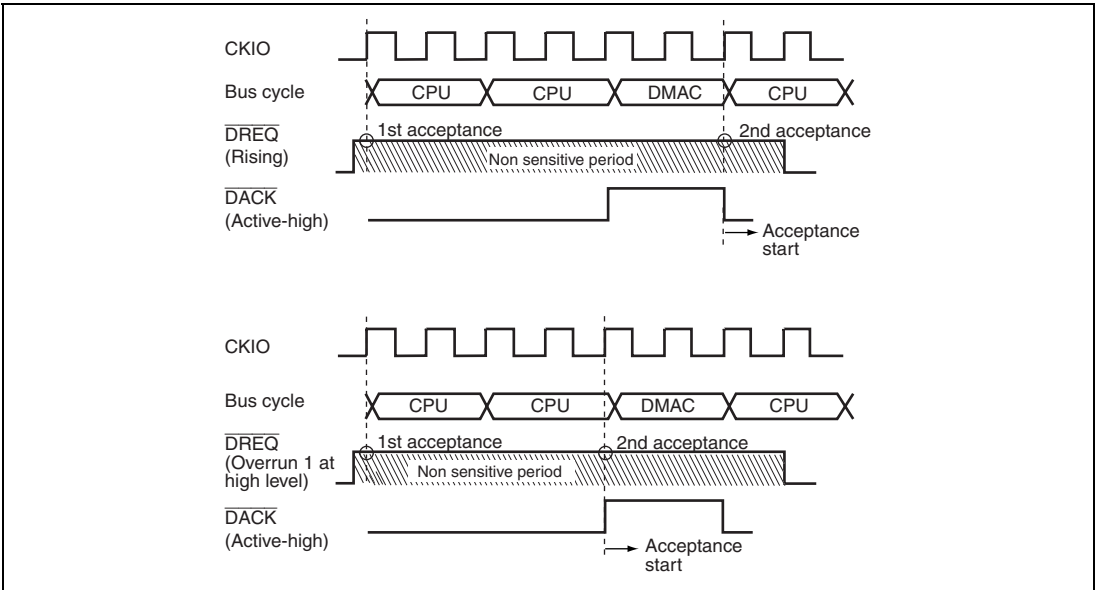 CKIO
Bus cycle CPU CPU DMAC CPU
DREQ 1st acceptance 2nd acceptance
(Rising) Non sensitive period
DACK
(Active-high)
Acceptance
start
CKIO
Bus cycle CPU CPU DMAC CPU
DREQ 1st acceptance 2nd acceptance
(Overrun 1 at
high level) Non sensitive period
DACK
(Active-high)
Acceptance
start